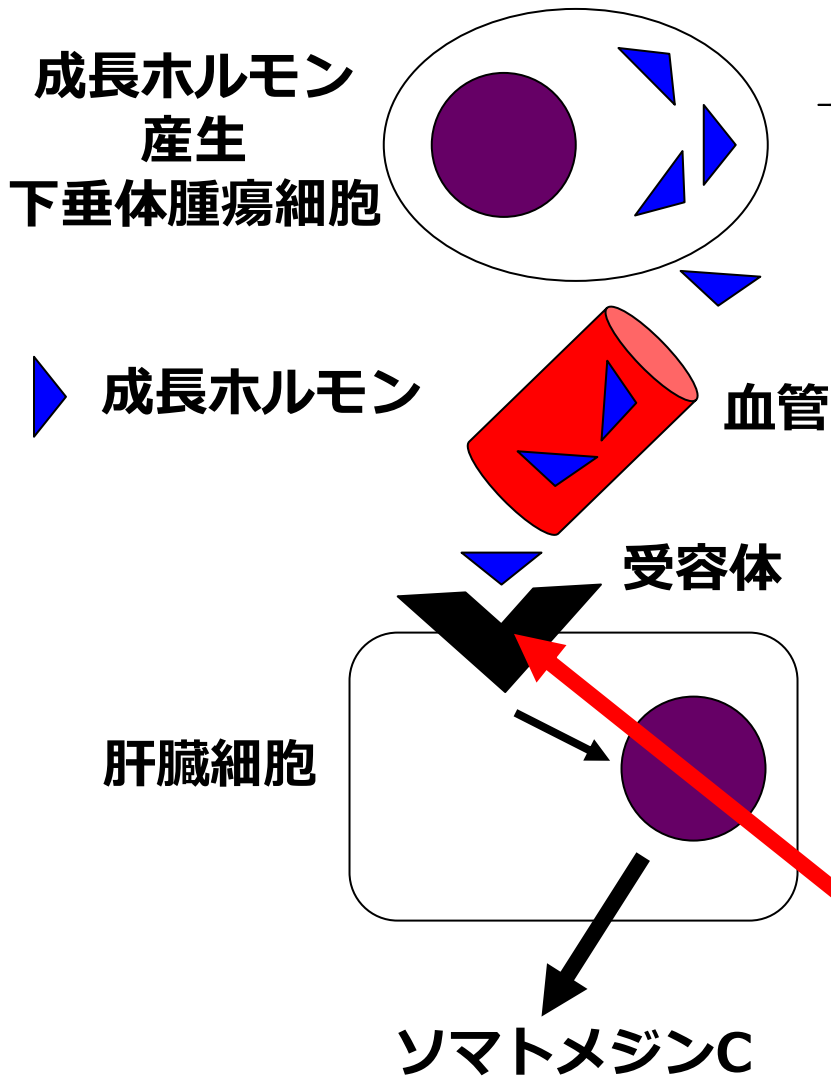 成長ホルモン
産生
下垂体腫瘍細胞
成長ホルモン
血管
受容体
肝臓細胞
ソマトメジンC